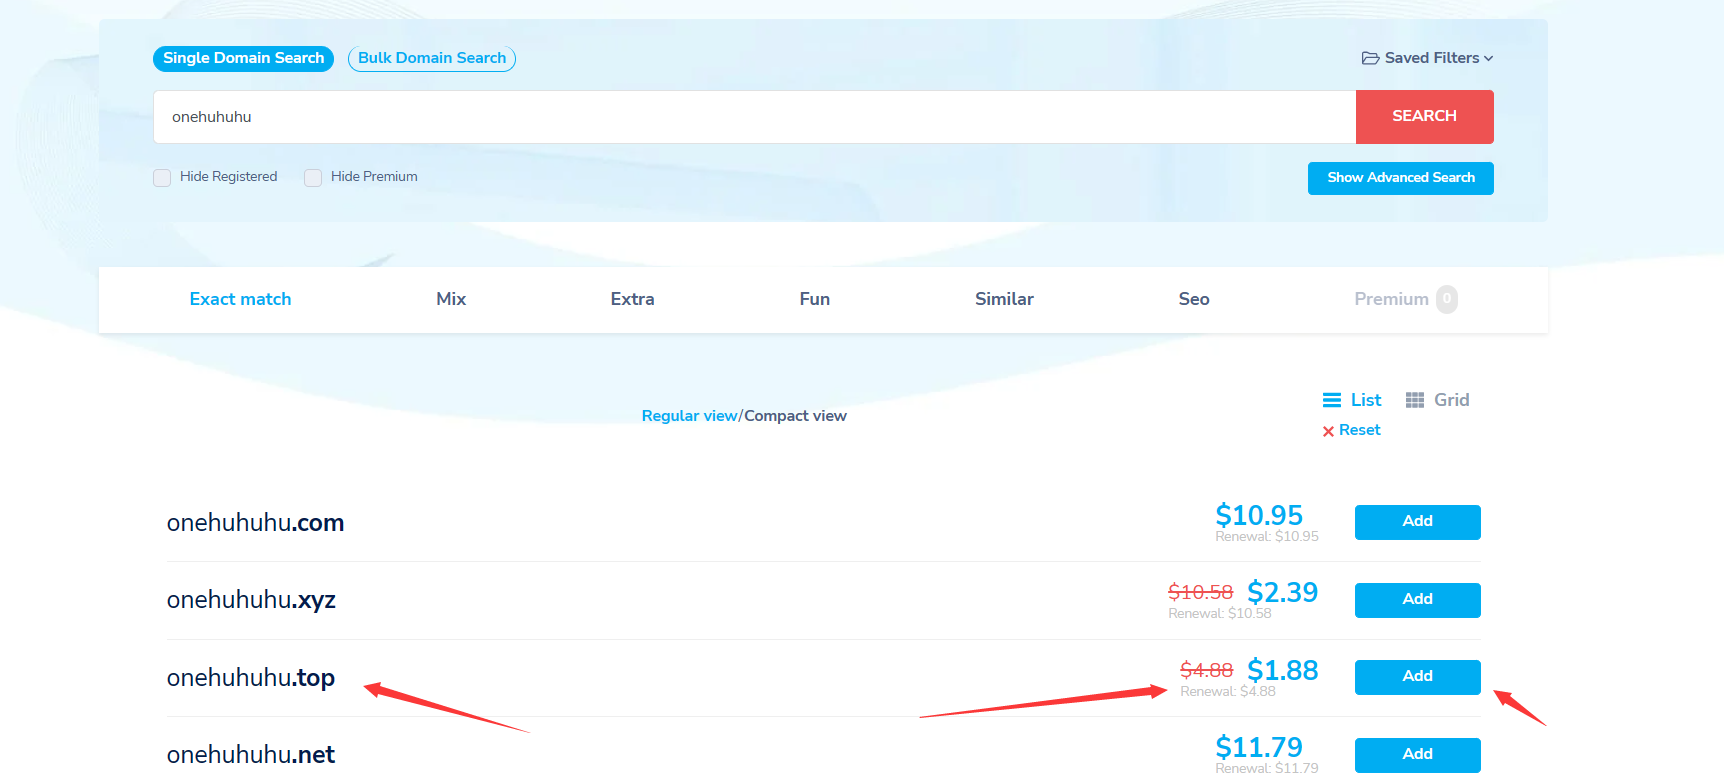 Single Domain Search Bulk Domain Search Saved Filters
onehuhuhu SEARCH
Hide Registered Hide Premium Show Advanced Search
Exact match Mix Extra Fun Similar Seo Premium 0
List Grid
Regular view/Compact view
Reset
onehuhuhu.com $10.95 Add
Renewal: $10.95
onehuhuhu.xyz $10.58 $2.39 Add
Renewal: $10.58
onehuhuhu.top $4.88 $1.88 Add
Renewal: $4.88
onehuhuhu.net $11.79 Add
Renewal: $11.79